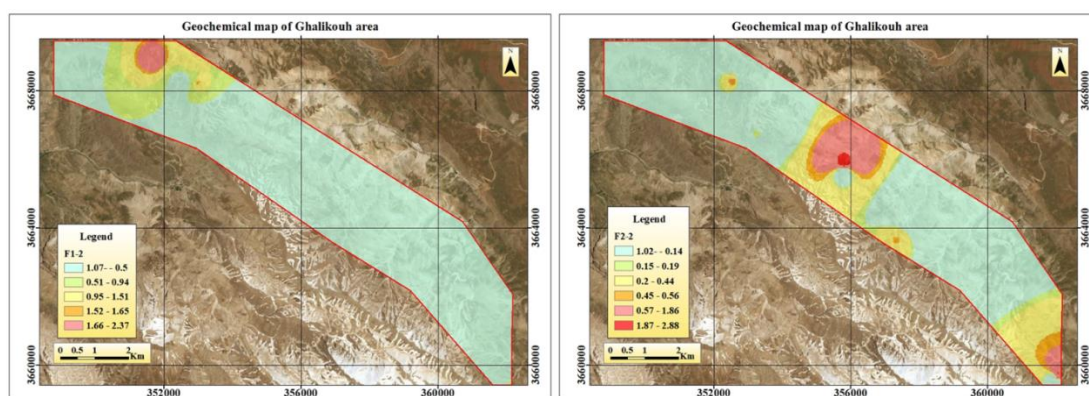 Geochemical map of Ghalikouh area
N
3668000
3668000
3664000
3664000
3660000
3660000
Legend
F1-2
1.07- - 0.5
0.51 - 0.94
0.95 - 1.51
1.52 - 1.65
1.66 - 2.37
0 0.5 1 2
Km
352000
356000
360000
Geochemical map of Ghalikouh area
N
3668000
3664000
3660000
Legend
F2-2
1.02- - 0.14
0.15 - 0.19
0.2 - 0.44
0.45 - 0.56
0.57 - 1.86
1.87 - 2.88
0 0.5 1 2
Km
352000
356000
360000